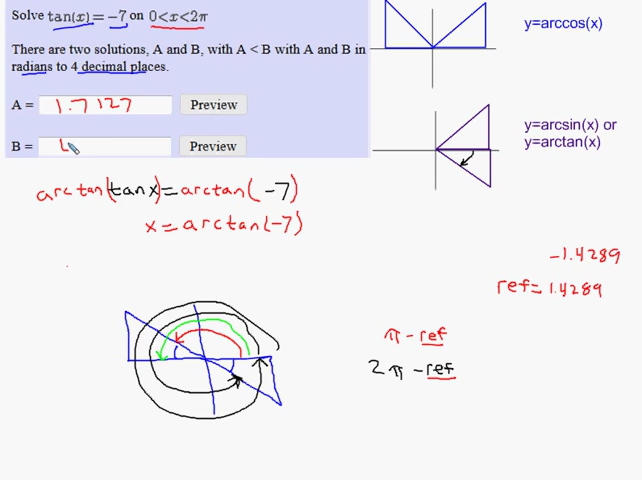 Solve tan(x) = −7 on 0<x<2π
There are two solutions, A and B, with A < B with A and B in
radians to 4 decimal places.
A = 1.7127 Preview
B = Preview
y=arccos(x)
y=arcsin(x) or
y=arctan(x)
arctan(tanx)=arctan(-7)
x=arctan(-7)
-1.4289
ref=1.4289
π-ref
2π-ref